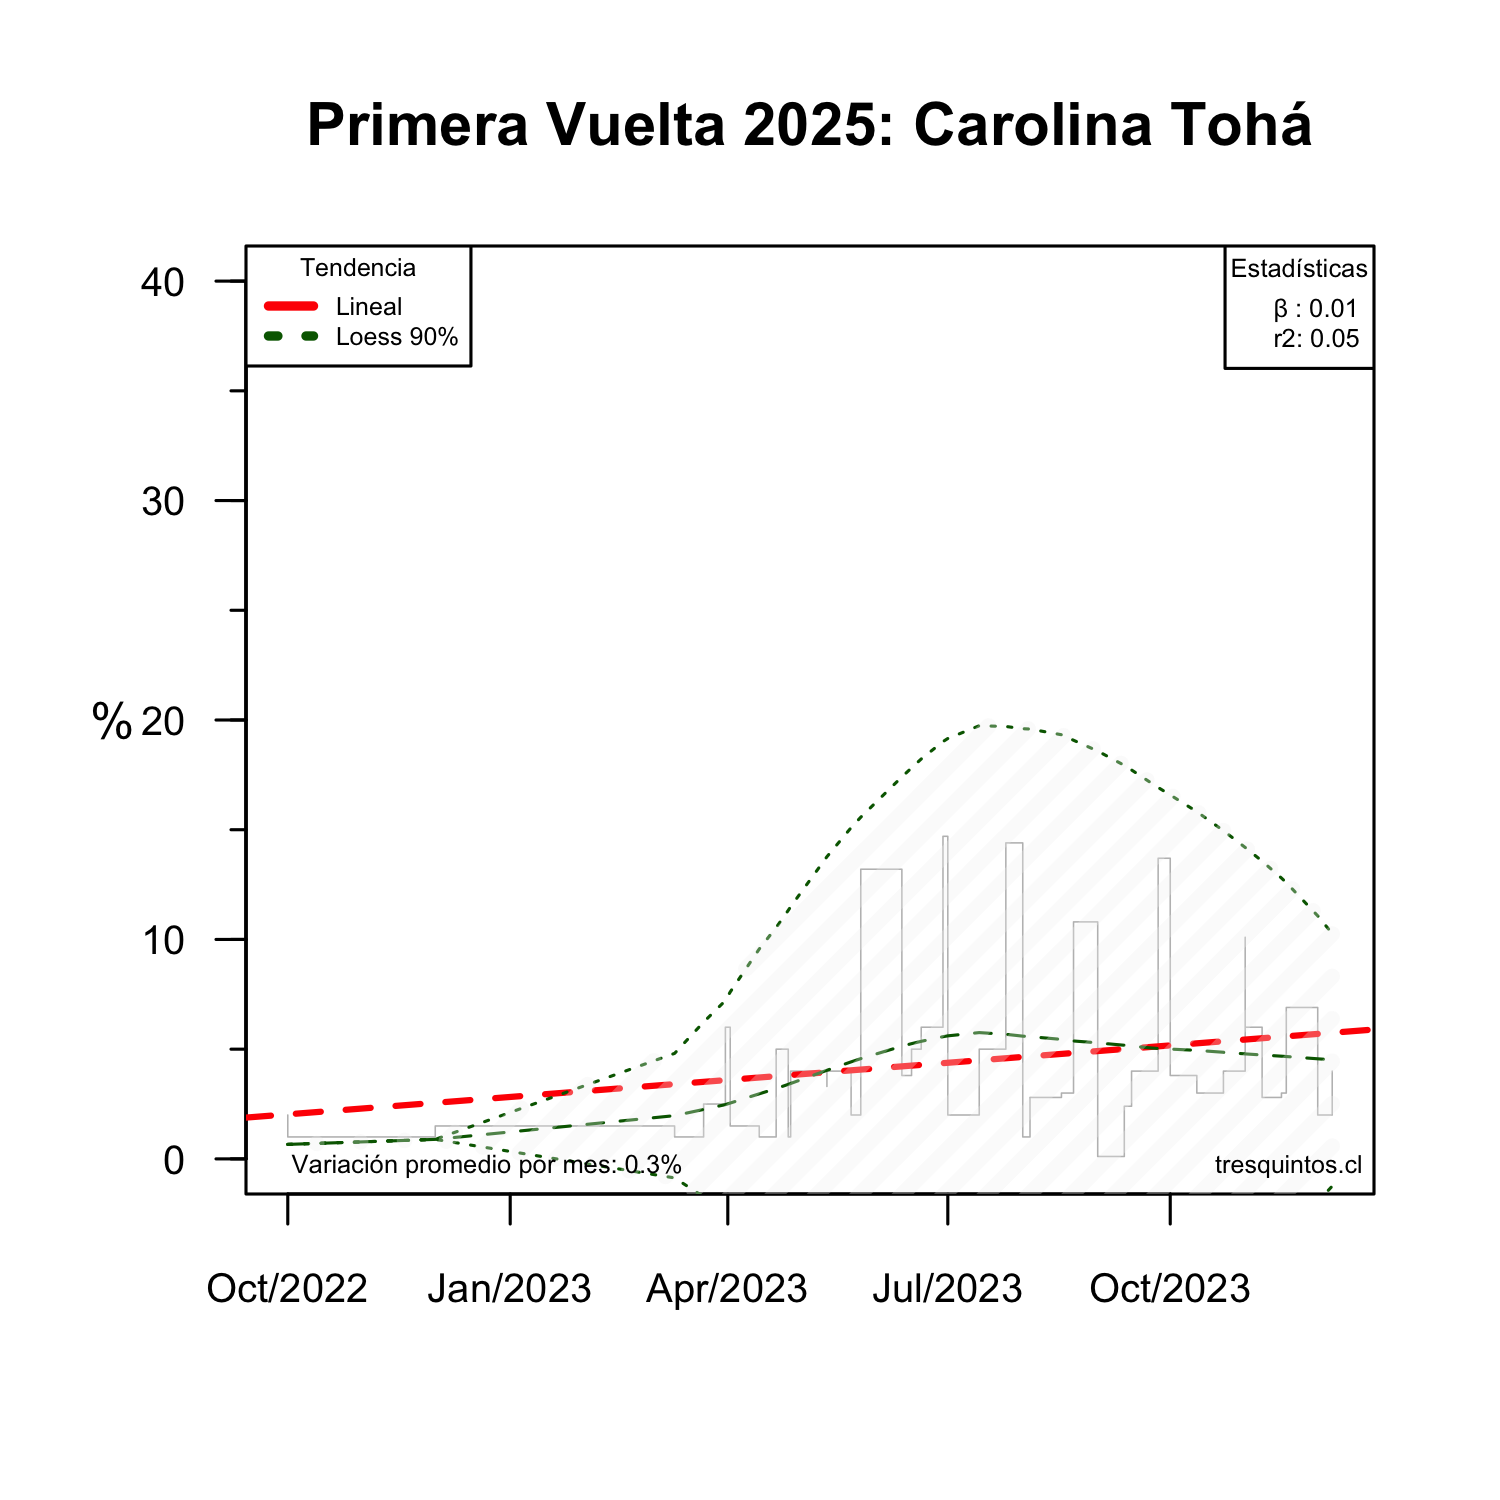 Primera Vuelta 2025: Carolina Tohá
Tendencia
Lineal
Loess 90%
Estadísticas
β : 0.01
r2: 0.05
%
40
30
20
10
0
Variación promedio por mes: 0.3%
tresquintos.cl
Oct/2022
Jan/2023
Apr/2023
Jul/2023
Oct/2023